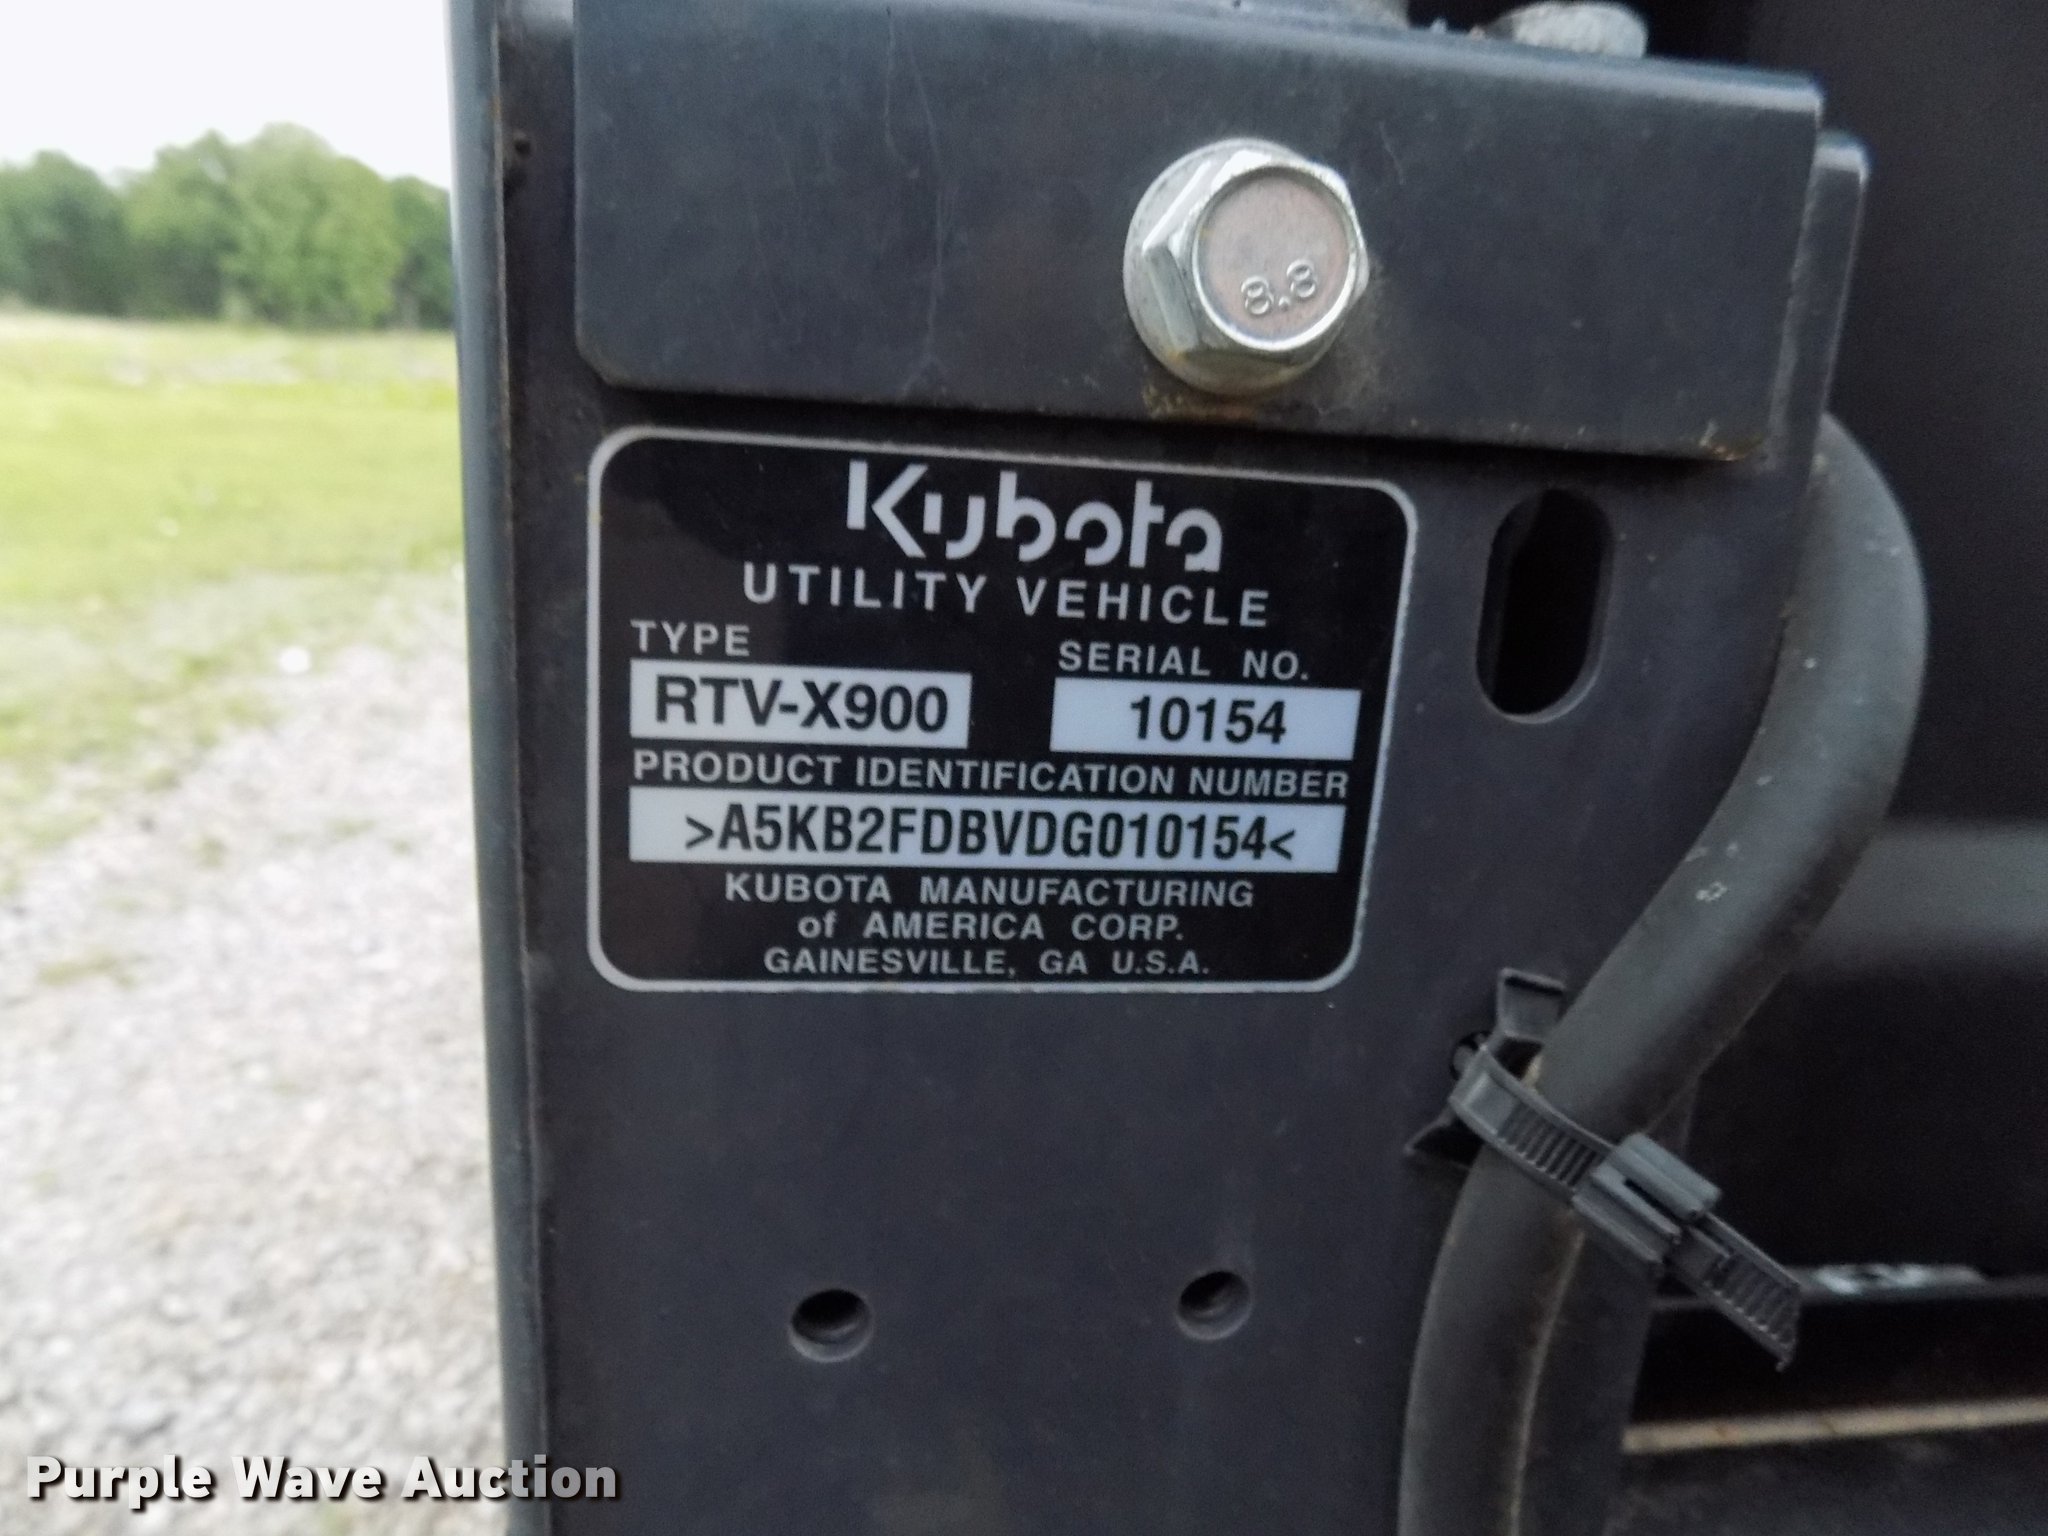 8.8
Kubota
UTILITY VEHICLE
TYPE
SERIAL NO.
RTV-X900
10154
PRODUCT IDENTIFICATION NUMBER
>A5KB2FDBVDG010154<
KUBOTA MANUFACTURING
of AMERICA CORP.
GAINESVILLE, GA U.S.A.
Purple Wave Auction